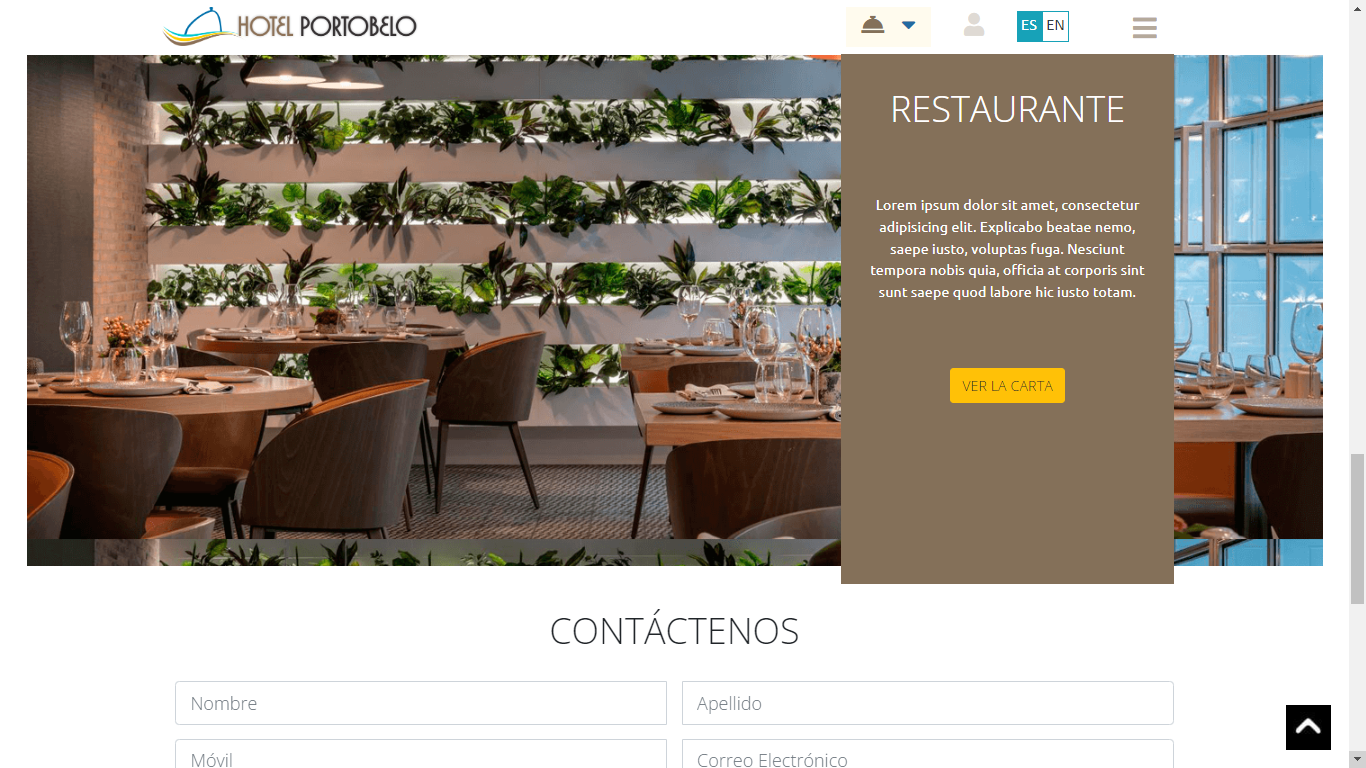 HOTEL PORTOBELO
ES EN
RESTAURANTE
Lorem ipsum dolor sit amet, consectetur
adipisicing elit. Explicabo beatae nemo,
saepe iusto, voluptas fuga. Nesciunt
tempora nobis quia, officia at corporis sint
sunt saepe quod labore hic iusto totam.
VER LA CARTA
CONTÁCTENOS
Nombre
Apellido
Móvil
Correo Electrónico